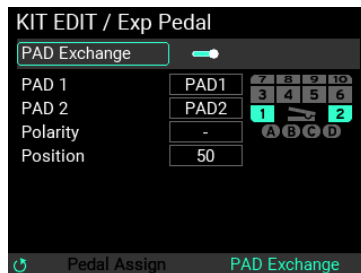 KIT EDIT / Exp Pedal
PAD Exchange
PAD 1 PAD1
PAD 2 PAD2
Polarity -
Position 50
7 8 9 10
3 4 5 6
1 2
A B C D
Pedal Assign PAD Exchange